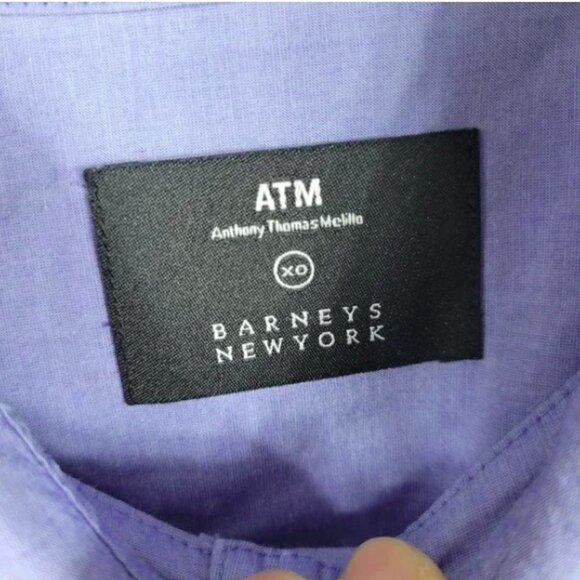 ATM
Anthony Thomas Melillo
XO
BARNEYS
NEWYORK